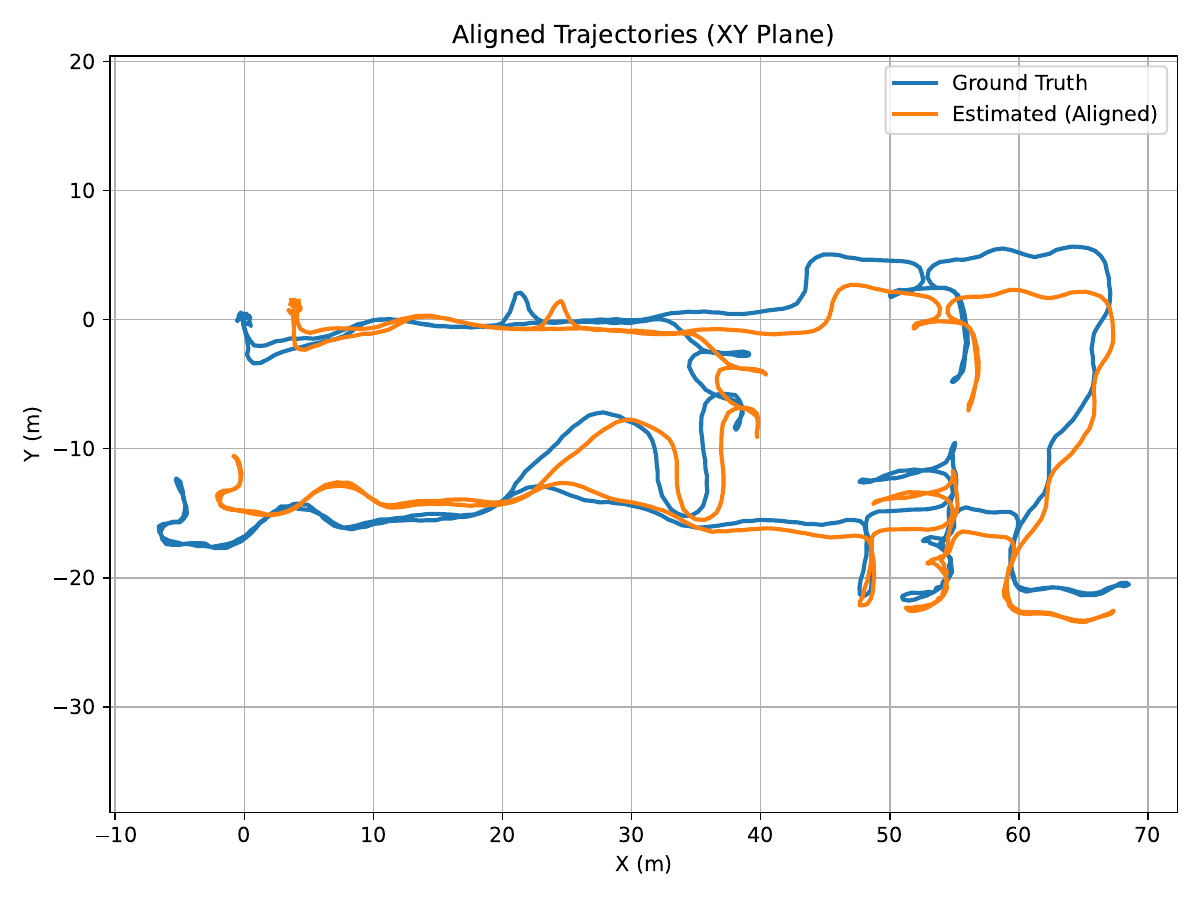 Aligned Trajectories (XY Plane)
Ground Truth
Estimated (Aligned)
20
10
0
−10
−20
−30
Y (m)
−10 0 10 20 30 40 50 60 70
X (m)